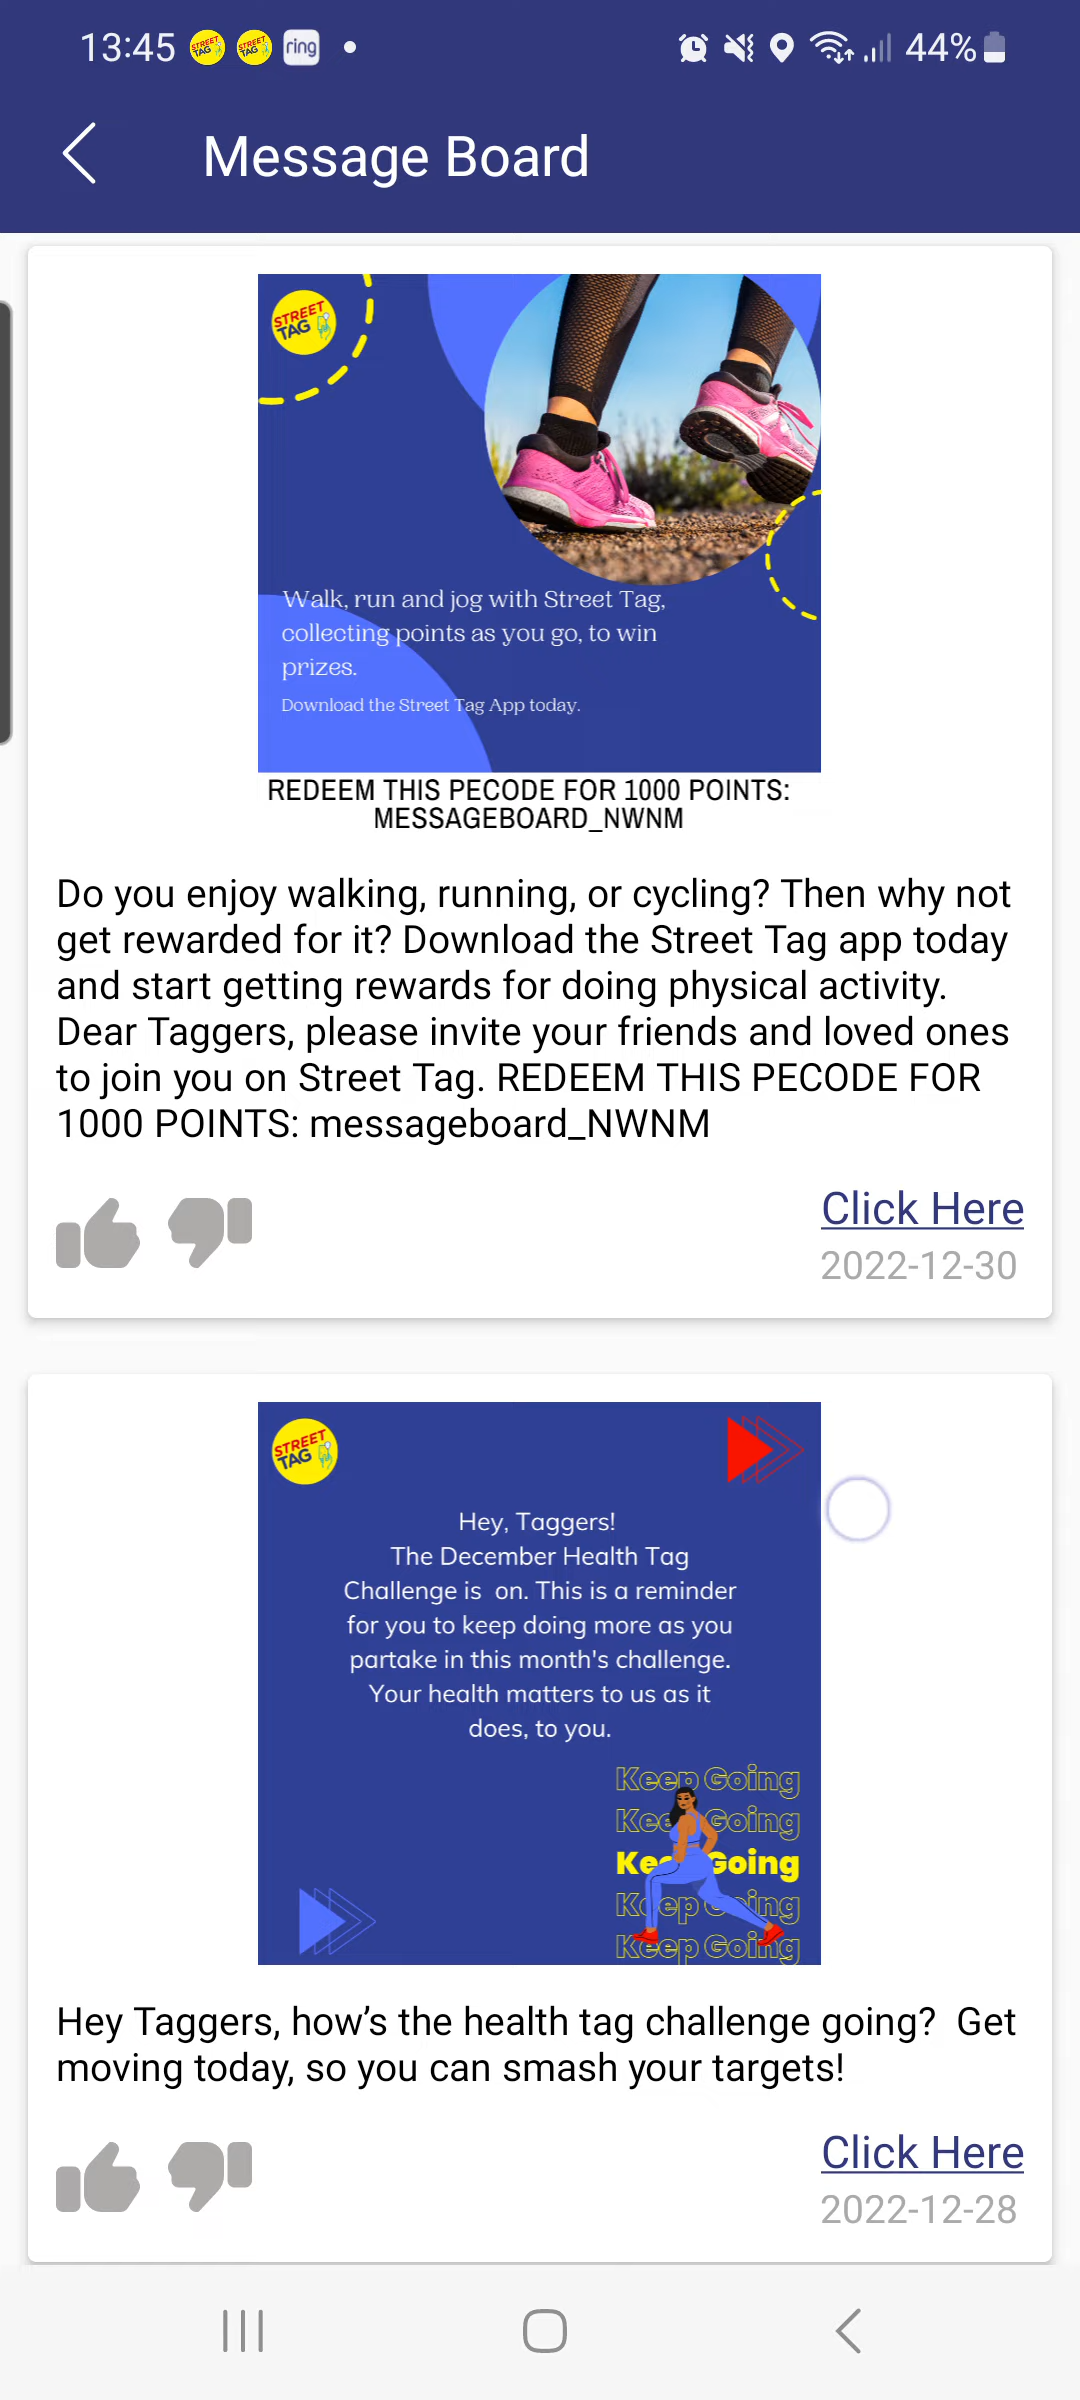 13:45 STREET TAG STREET TAG ring 44%
Message Board
STREET
TAG
Walk, run and jog with Street Tag,
collecting points as you go, to win
prizes.
Download the Street Tag App today.
REDEEM THIS PECODE FOR 1000 POINTS:
MESSAGEBOARD_NWNM
Do you enjoy walking, running, or cycling? Then why not
get rewarded for it? Download the Street Tag app today
and start getting rewards for doing physical activity.
Dear Taggers, please invite your friends and loved ones
to join you on Street Tag. REDEEM THIS PECODE FOR
1000 POINTS: messageboard_NWNM
Click Here
2022-12-30
STREET
TAG
Hey, Taggers!
The December Health Tag
Challenge is on. This is a reminder
for you to keep doing more as you
partake in this month's challenge.
Your health matters to us as it
does, to you.
Keep Going
Keep Going
Keep Going
Keep Going
Keep Going
Hey Taggers, how’s the health tag challenge going? Get
moving today, so you can smash your targets!
Click Here
2022-12-28